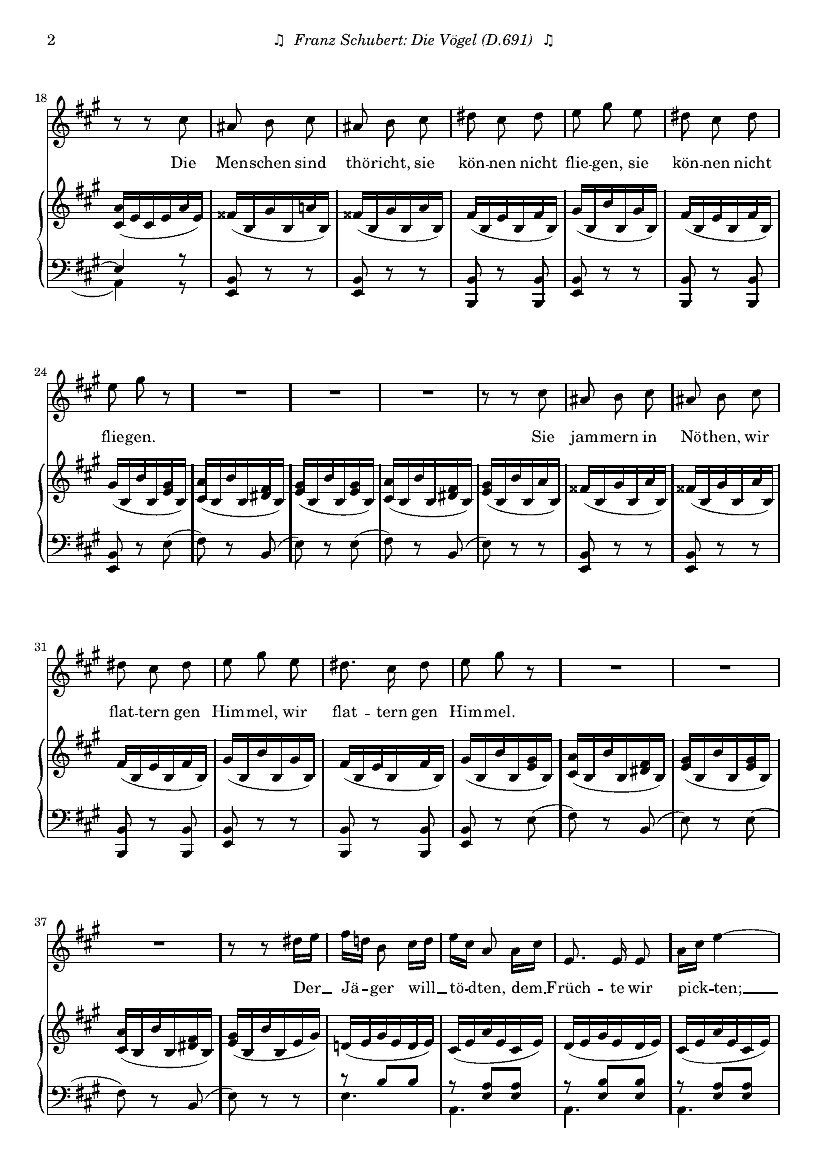 2
♫ Franz Schubert: Die Vögel (D.691) ♫
18
Die Menschen sind thöricht, sie kön-nen nicht flie-gen, sie kön-nen nicht
24
fliegen. Sie jammern in Nöthen, wir
31
flat-tern gen Himmel, wir flat-tern gen Himmel.
37
Der_ Jä-ger will_ tö-dten, dem. Früch-te wir pick-ten;_